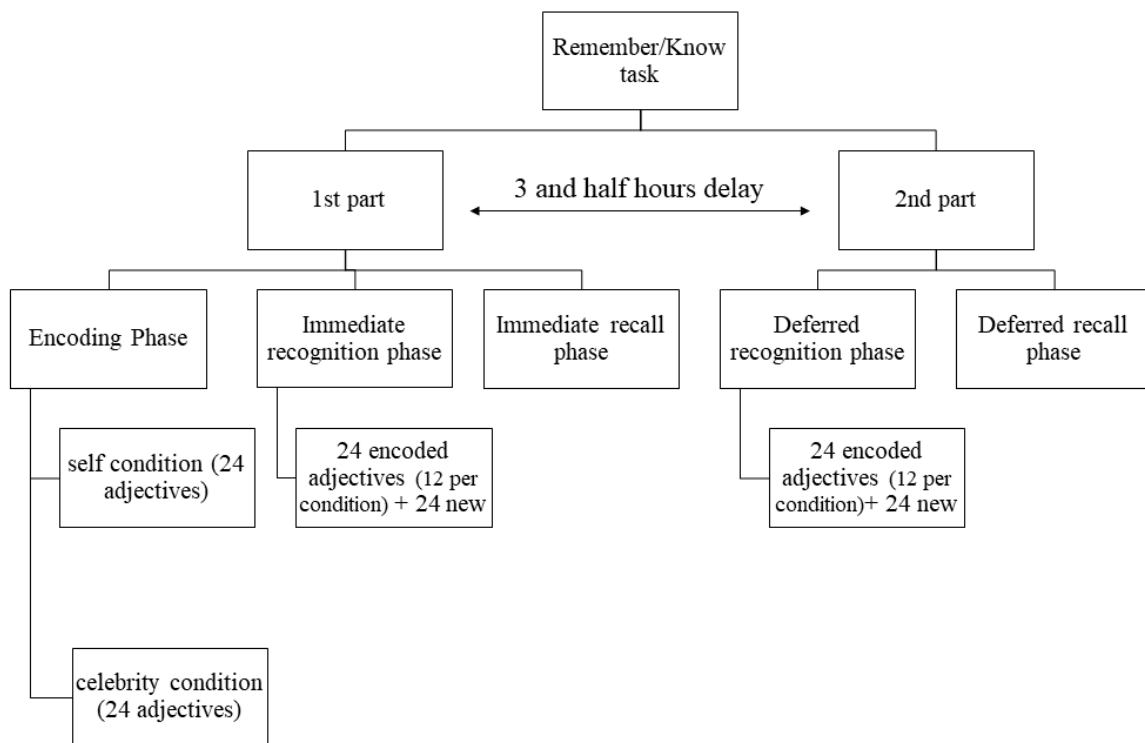 Remember/Know
task
1st part
3 and half hours delay
2nd part
Encoding Phase
Immediate
recognition phase
Immediate recall
phase
Deferred
recognition phase
Deferred recall
phase
self condition (24
adjectives)
24 encoded
adjectives (12 per
condition) + 24 new
24 encoded
adjectives (12 per
condition)+ 24 new
celebrity condition
(24 adjectives)